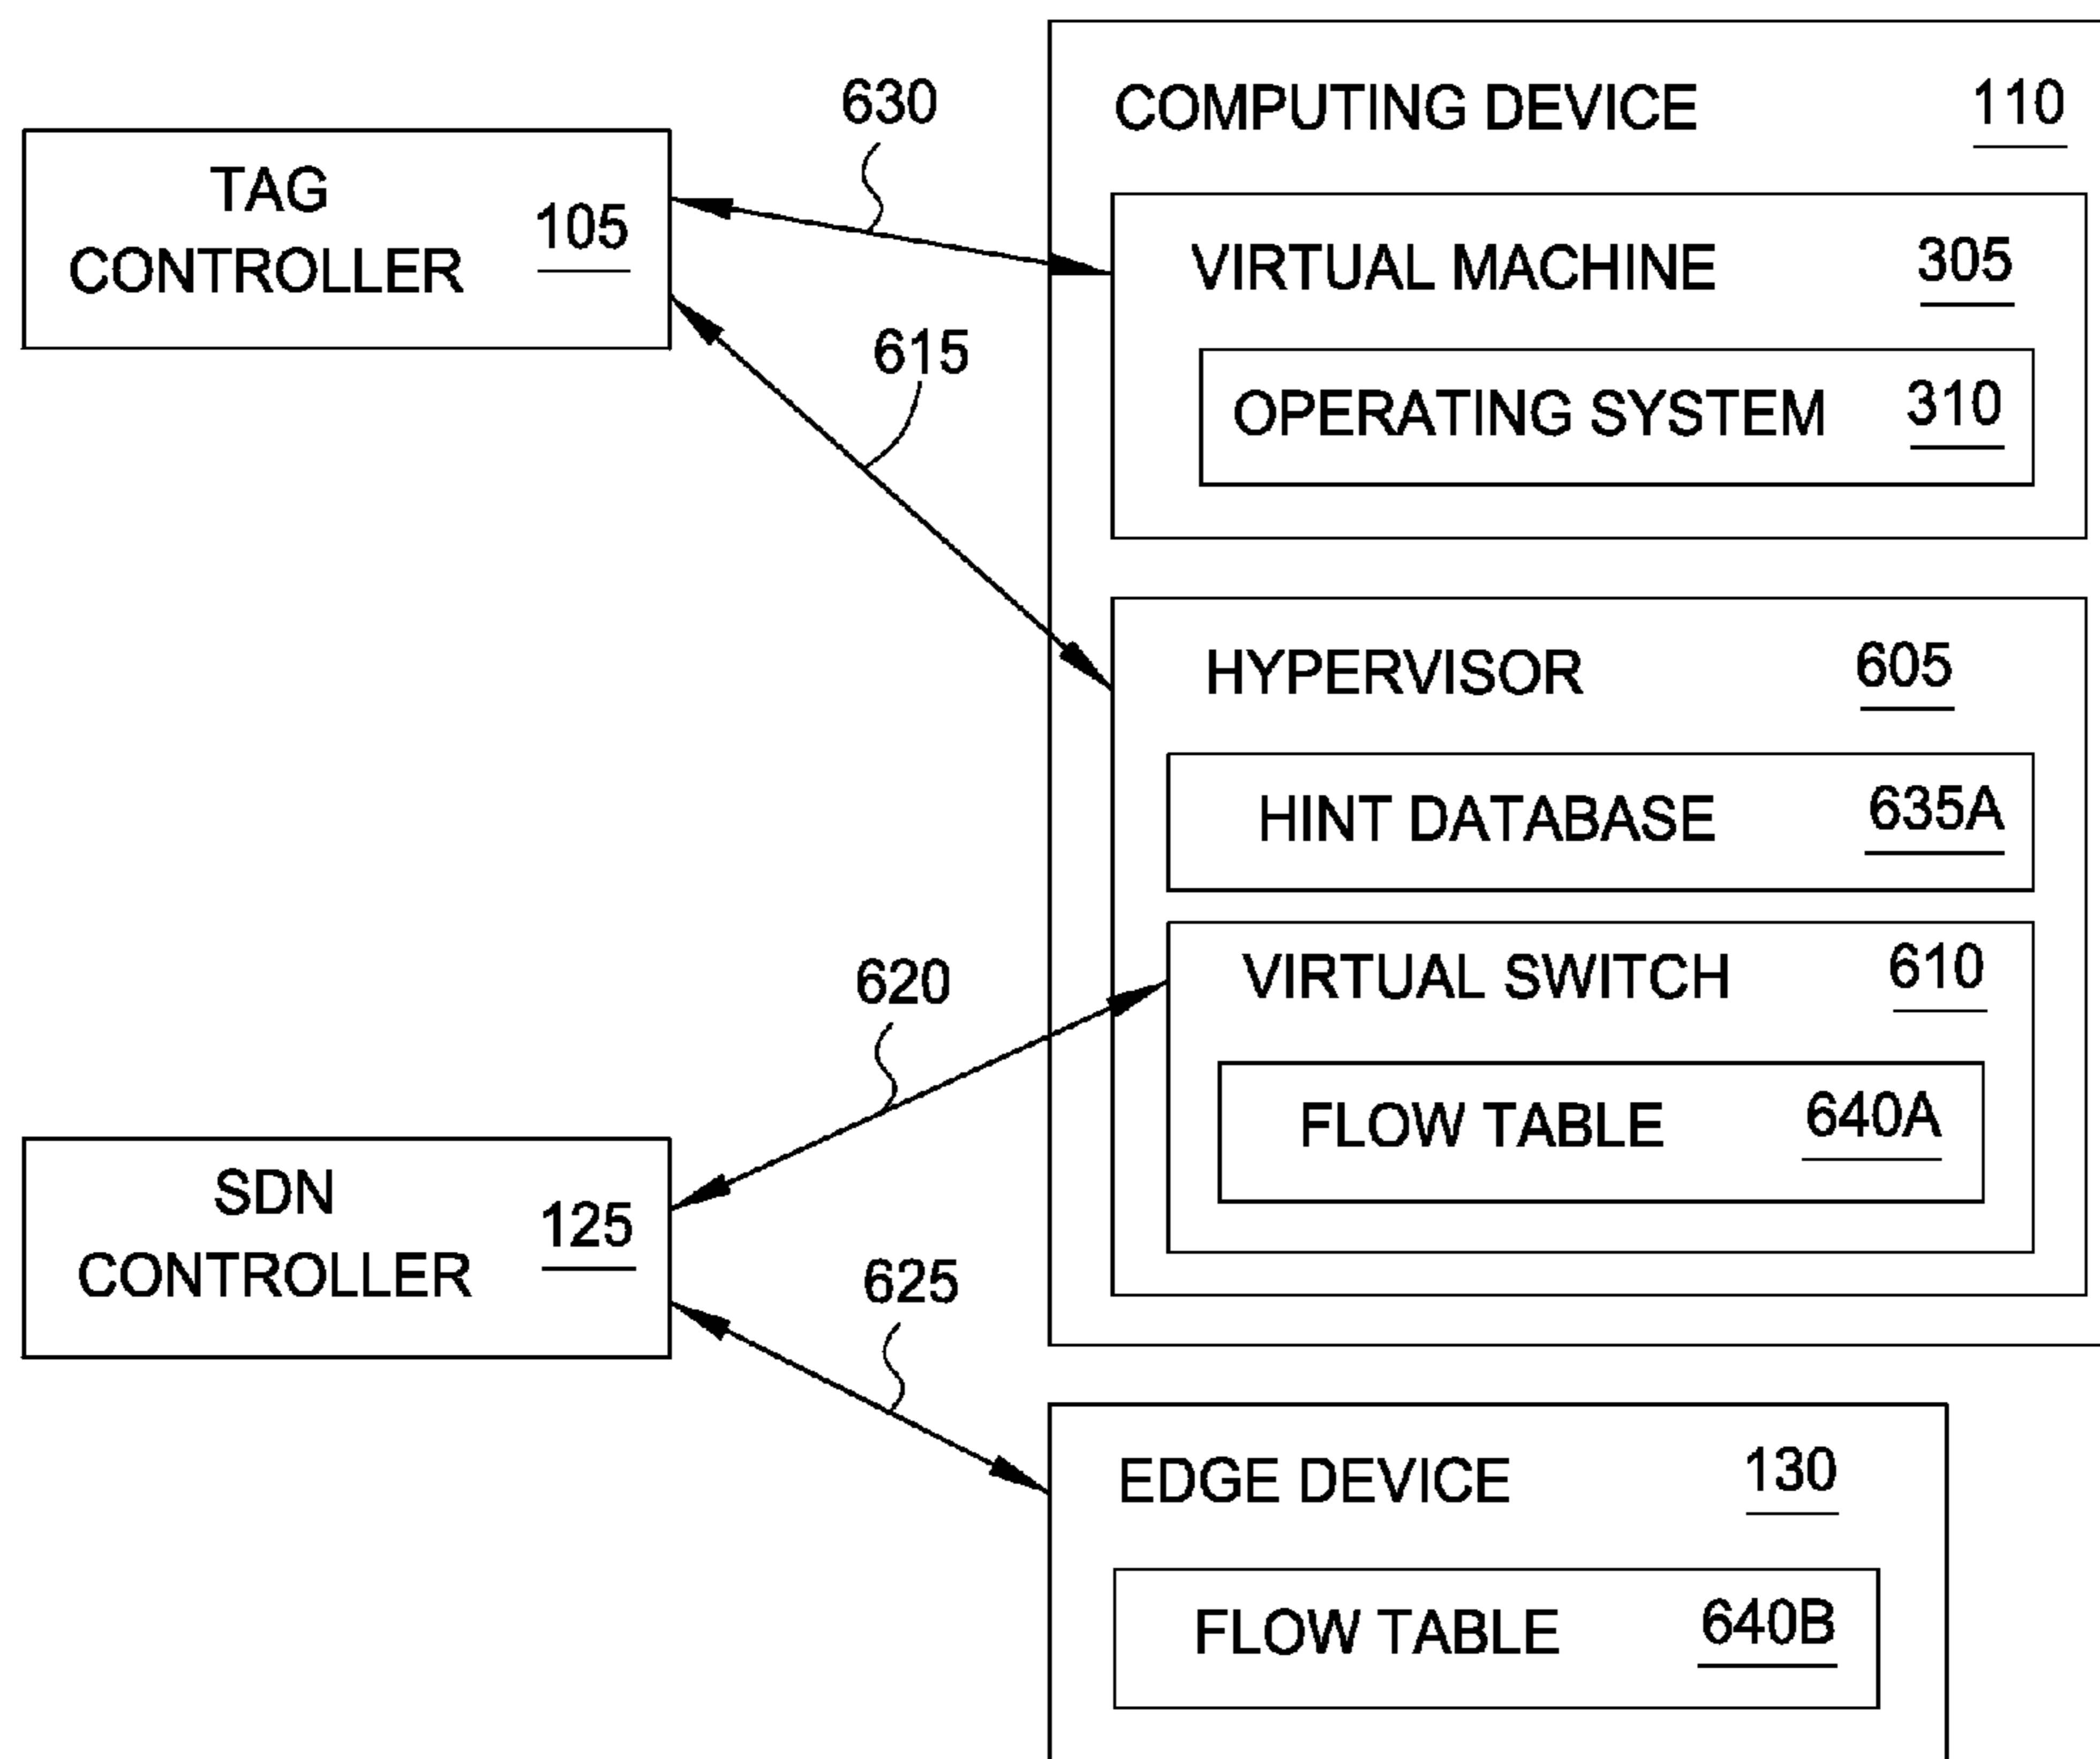 630
COMPUTING DEVICE 110
TAG
CONTROLLER 105
VIRTUAL MACHINE 305
615
OPERATING SYSTEM 310
HYPERVISOR 605
HINT DATABASE 635A
620
VIRTUAL SWITCH 610
FLOW TABLE 640A
SDN
CONTROLLER 125
625
EDGE DEVICE 130
FLOW TABLE 640B